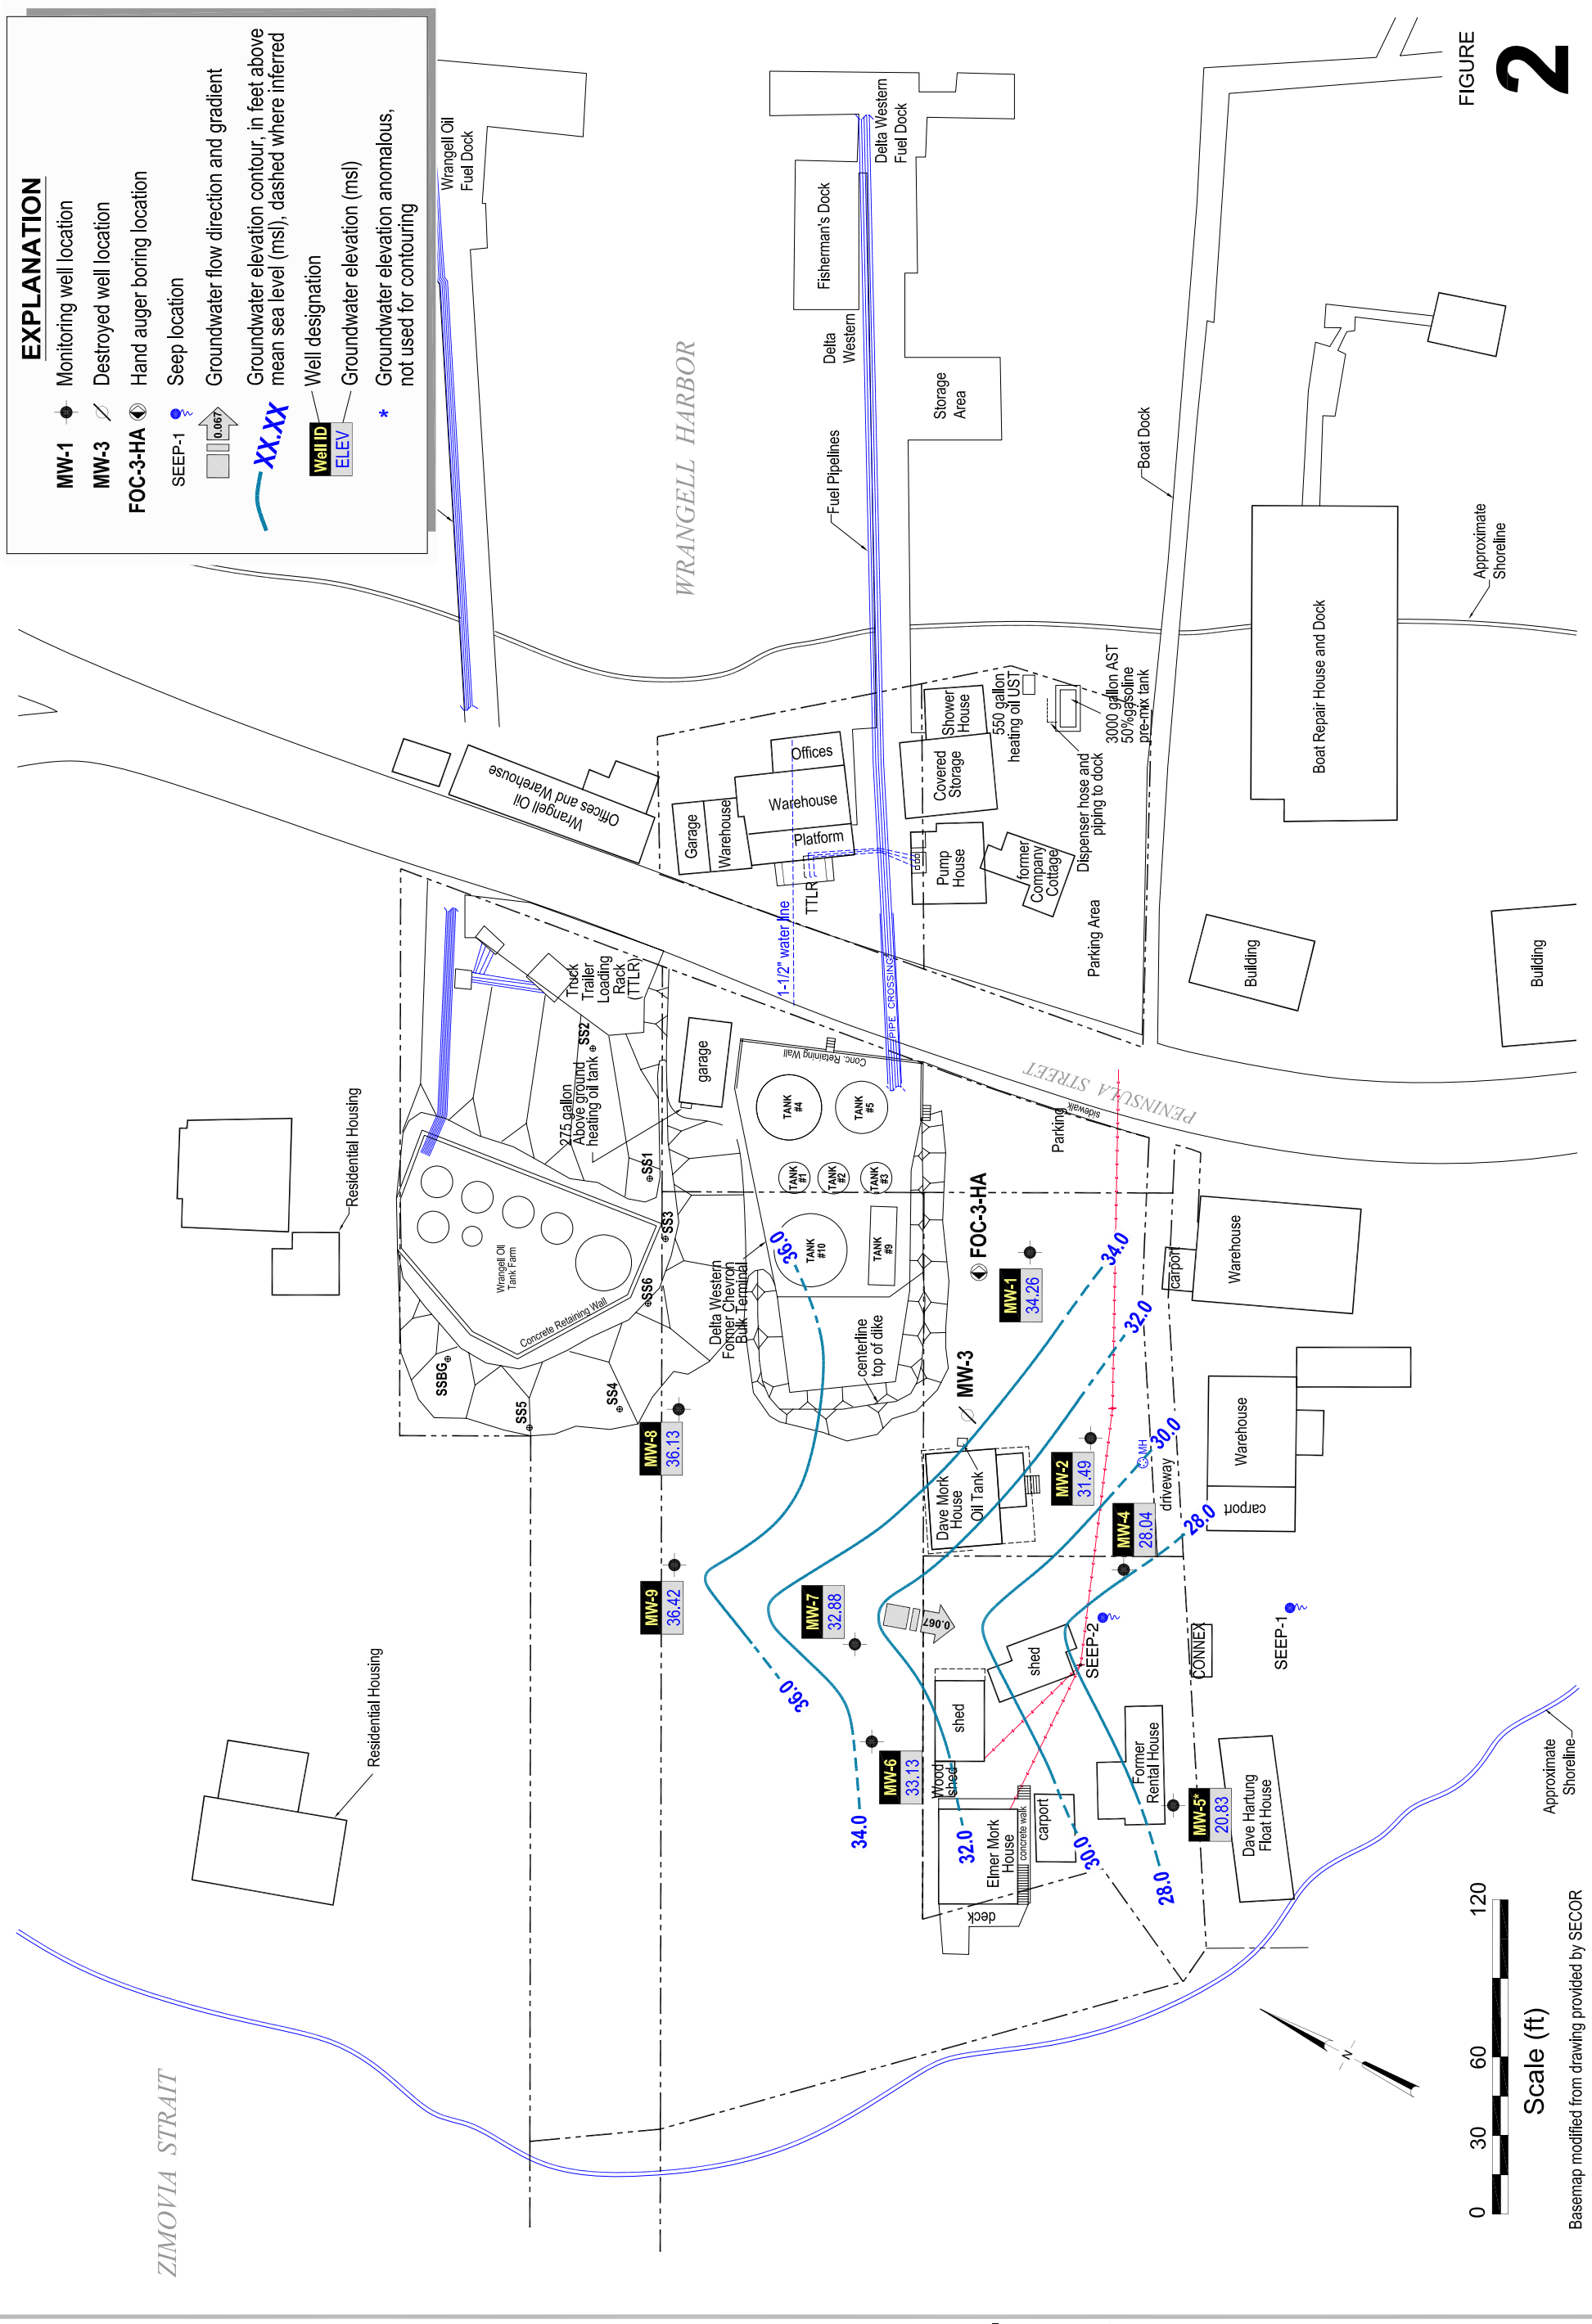 EXPLANATION
MW-1 Monitoring well location
MW-3 Destroyed well location
FOC-3-HA Hand auger boring location
SEEP-1 Seep location
0.067 Groundwater flow direction and gradient
XX.XX Groundwater elevation contour, in feet above
mean sea level (msl), dashed where inferred
Well ID Well designation
ELEV Groundwater elevation (msl)
* Groundwater elevation anomalous,
not used for contouring
FIGURE
2
Wrangell Oil
Fuel Dock
WRANGELL HARBOR
Delta Western
Fuel Dock
Fisherman's Dock
Delta
Western
Storage
Area
Fuel Pipelines
Boat Dock
Boat Repair House and Dock
Approximate
Shoreline
Wrangell Oil
Offices and Warehouse
Garage
Warehouse
Warehouse
Offices
Platform
TTLR
1-1/2" water line
Pump
House
Covered
Storage
Shower
House
550 gallon
heating oil UST
3000 gallon AST
50%gasoline
pre-mix tank
Dispenser hose and
piping to dock
former
Company
Cottage
Parking Area
Building
Building
PIPE CROSSING
PENINSULA STREET
sidewalk
Parking
Truck
Trailer
Loading
Rack
(TTLR)
SS2
275 gallon
Above ground
heating oil tank
garage
SS1
SS3
SS6
SS4
SS5
SSBG
Wrangell Oil
Tank Farm
Concrete Retaining Wall
Conc. Retaining Wall
TANK
#4
TANK
#5
TANK
#1
TANK
#2
TANK
#3
TANK
#10
TANK
#9
Delta Western
Former Chevron
Bulk Terminal
centerline
top of dike
FOC-3-HA
MW-1
34.26
MW-3
MW-8
36.13
MW-9
36.42
MW-7
32.88
MW-6
33.13
MW-2
31.49
MW-4
28.04
MW-5*
20.83
36.0
34.0
32.0
30.0
28.0
36.0
34.0
32.0
30.0
28.0
0.067
Dave Mork
House
Oil Tank
MH
driveway
carport
Warehouse
Warehouse
carport
SEEP-2
SEEP-1
CONNEX
shed
shed
Wood
shed
Elmer Mork
House
concrete walk
carport
deck
Former
Rental House
Dave Hartung
Float House
Approximate
Shoreline
Residential Housing
Residential Housing
ZIMOVIA STRAIT
N
0 30 60 120
Scale (ft)
Basemap modified from drawing provided by SECOR